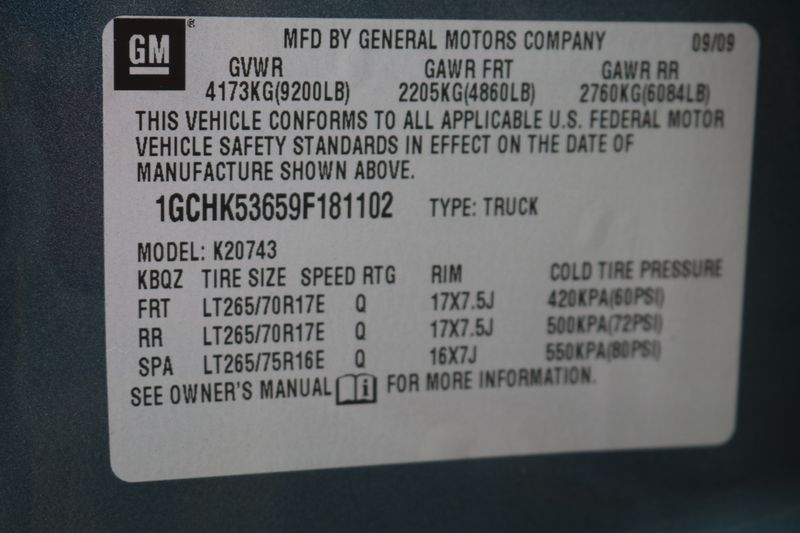 GM ®
MFD BY GENERAL MOTORS COMPANY 09/09
GVWR GAWR FRT GAWR RR
4173KG(9200LB) 2205KG(4860LB) 2760KG(6084LB)
THIS VEHICLE CONFORMS TO ALL APPLICABLE U.S. FEDERAL MOTOR
VEHICLE SAFETY STANDARDS IN EFFECT ON THE DATE OF
MANUFACTURE SHOWN ABOVE.
1GCHK53659F181102 TYPE: TRUCK
MODEL: K20743
KBQZ TIRE SIZE SPEED RTG RIM COLD TIRE PRESSURE
FRT LT265/70R17E Q 17X7.5J 420KPA(60PSI)
RR LT265/70R17E Q 17X7.5J 500KPA(72PSI)
SPA LT265/75R16E Q 16X7J 550KPA(80PSI)
SEE OWNER'S MANUAL i FOR MORE INFORMATION.